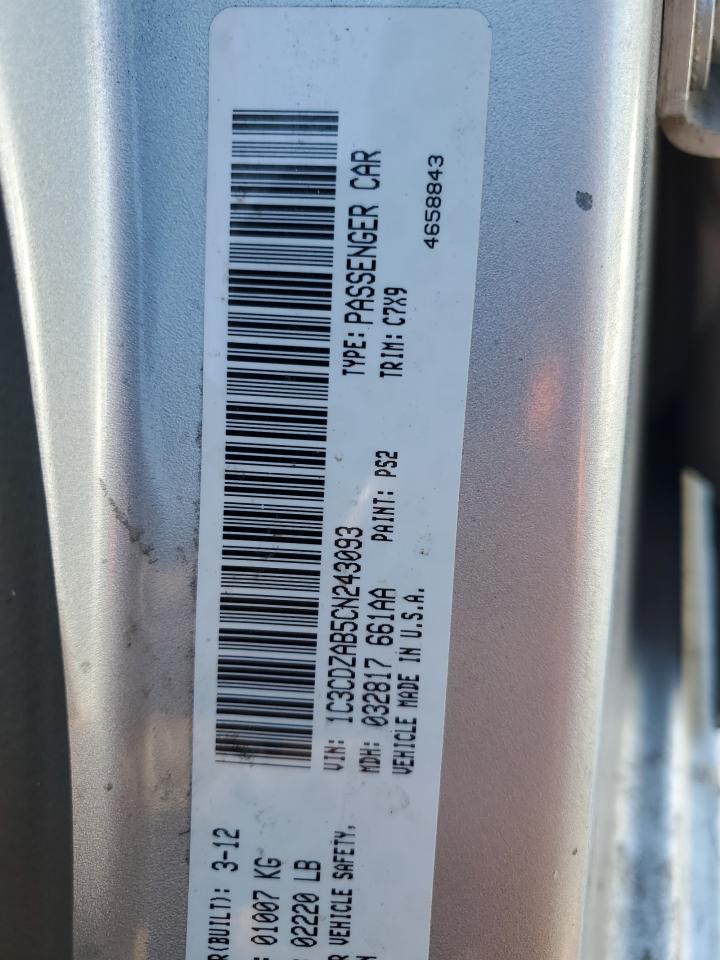 R(BUILT): 3-12
: 01007 KG
02220 LB
R VEHICLE SAFETY,
N
VIN: 1C3CDZAB5CN243093 TYPE: PASSENGER CAR
MDH: 032817 661AA PAINT: PS2 TRIM: C7X9
VEHICLE MADE IN U.S.A.
4658843